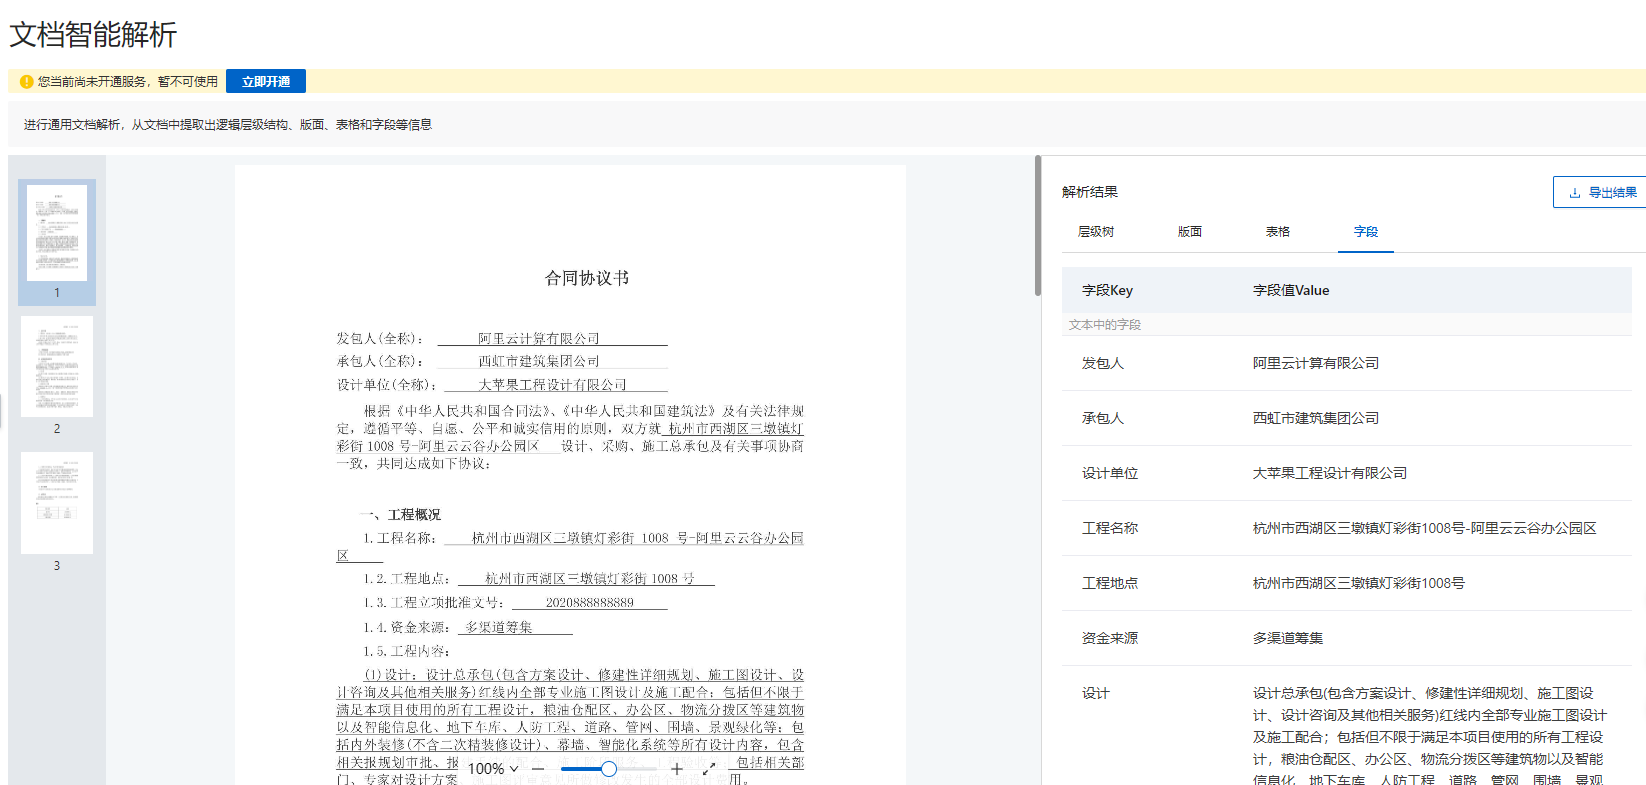 文档智能解析
您当前尚未开通服务，暂不可使用 立即开通
进行通用文档解析，从文档中提取出逻辑层级结构、版面、表格和字段等信息
1
2
3
合同协议书
发包人(全称)： 阿里云计算有限公司
承包人(全称)： 西虹市建筑集团公司
设计单位(全称)： 大苹果工程设计有限公司
根据《中华人民共和国合同法》、《中华人民共和国建筑法》及有关法律规
定，遵循平等、自愿、公平和诚实信用的原则，双方就 杭州市西湖区三墩镇灯
彩街 1008 号-阿里云云谷办公园区 设计、采购、施工总承包及有关事项协商
一致，共同达成如下协议：
一、工程概况
1.工程名称： 杭州市西湖区三墩镇灯彩街 1008 号-阿里云云谷办公园
区
1.2.工程地点： 杭州市西湖区三墩镇灯彩街 1008 号
1.3.工程立项批准文号： 2020888888889
1.4.资金来源： 多渠道筹集
1.5.工程内容：
(1)设计：设计总承包(包含方案设计、修建性详细规划、施工图设计、设
计咨询及其他相关服务)红线内全部专业施工图设计及施工配合；包括但不限于
满足本项目使用的所有工程设计，粮油仓配区、办公区、物流分拨区等建筑物
以及智能信息化、地下车库、人防工程、道路、管网、围墙、景观绿化等；包
括内外装修(不含二次精装修设计)、幕墙、智能化系统等所有设计内容，包含
相关报规划审批、报 包括相关部
门、专家对设计方案 用。
100%
解析结果
导出结果
层级树 版面 表格 字段
字段Key 字段值Value
文本中的字段
发包人 阿里云计算有限公司
承包人 西虹市建筑集团公司
设计单位 大苹果工程设计有限公司
工程名称 杭州市西湖区三墩镇灯彩街1008号-阿里云云谷办公园区
工程地点 杭州市西湖区三墩镇灯彩街1008号
资金来源 多渠道筹集
设计 设计总承包(包含方案设计、修建性详细规划、施工图设
计、设计咨询及其他相关服务)红线内全部专业施工图设计
及施工配合；包括但不限于满足本项目使用的所有工程设
计，粮油仓配区、办公区、物流分拨区等建筑物以及智能
信息化、地下车库、人防工程、道路、管网、围墙、景观